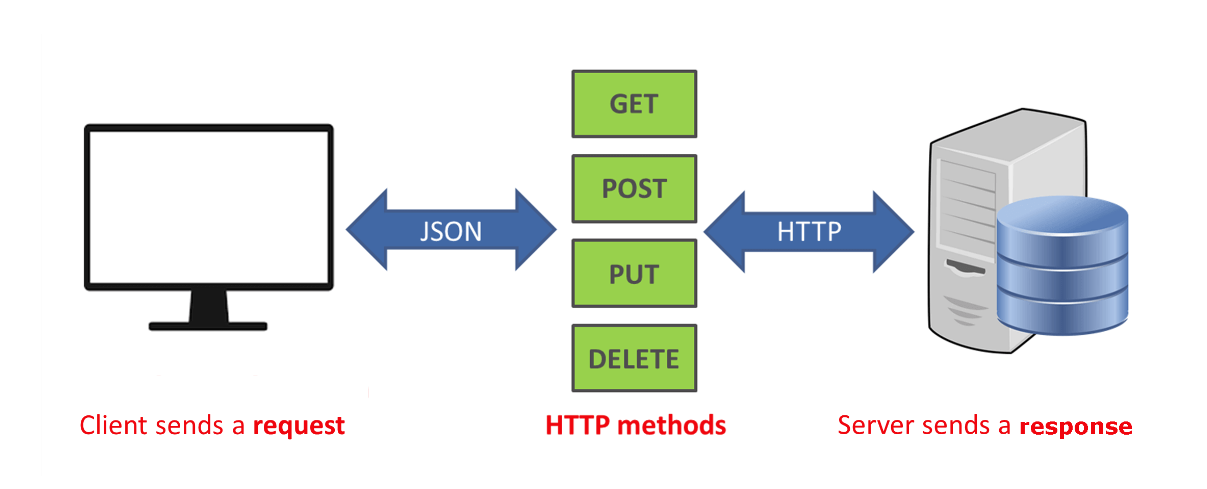 GET
POST
JSON
HTTP
PUT
DELETE
Client sends a request
HTTP methods
Server sends a response